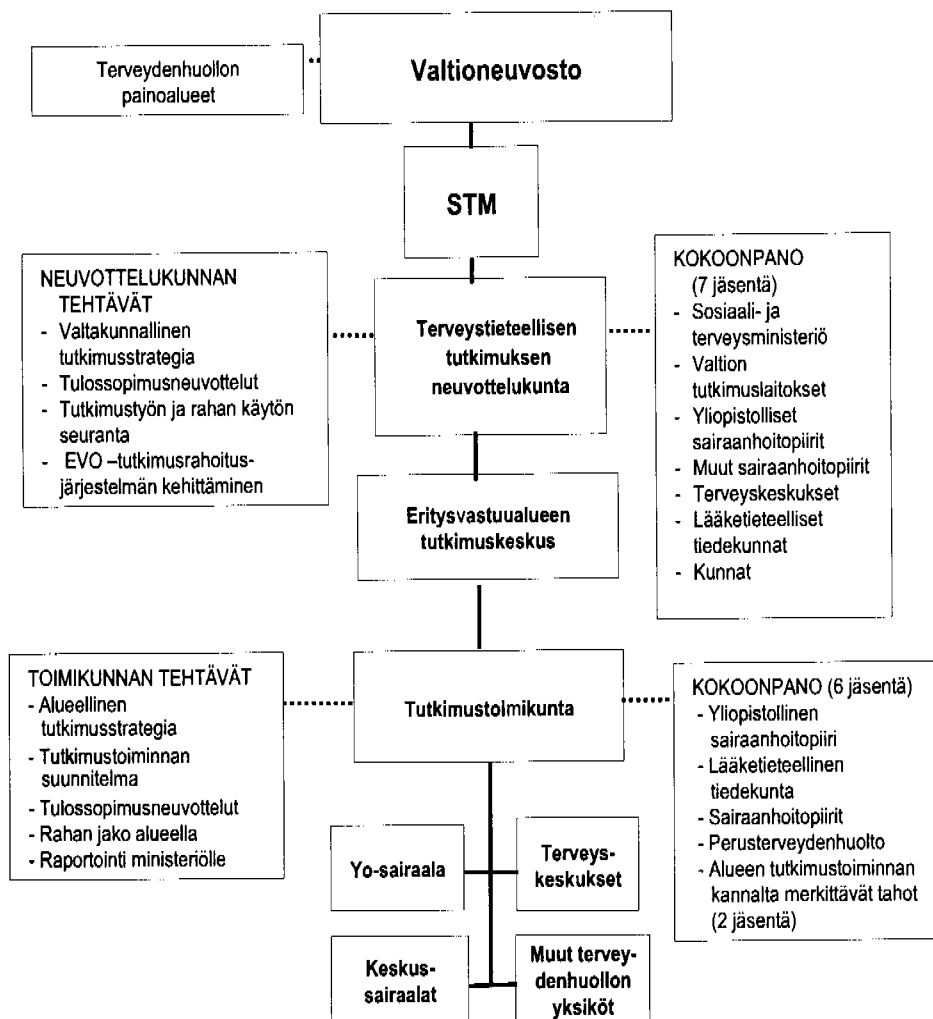 Terveydenhuollon
painoalueet
Valtioneuvosto
STM
NEUVOTTELUKUNNAN
TEHTÄVÄT
- Valtakunnallinen
tutkimusstrategia
- Tulossopimusneuvottelut
- Tutkimustyön ja rahan käytön
seuranta
- EVO –tutkimusrahoitus-
järjestelmän kehittäminen
Terveystieteellisen
tutkimuksen
neuvottelukunta
KOKOONPANO
(7 jäsentä)
- Sosiaali- ja
terveysministeriö
- Valtion
tutkimuslaitokset
- Yliopistolliset
sairaanhoitopiirit
- Muut sairaanhoitopiirit
- Terveyskeskukset
- Lääketieteelliset
tiedekunnat
- Kunnat
Eritysvastuualueen
tutkimuskeskus
TOIMIKUNNAN TEHTÄVÄT
- Alueellinen
tutkimusstrategia
- Tutkimustoiminnan
suunnitelma
- Tulossopimusneuvottelut
- Rahan jako alueella
- Raportointi ministeriölle
Tutkimustoimikunta
KOKOONPANO (6 jäsentä)
- Yliopistollinen
sairaanhoitopiiri
- Lääketieteellinen
tiedekunta
- Sairaanhoitopiirit
- Perusterveydenhuolto
- Alueen tutkimustoiminnan
kannalta merkittävät tahot
(2 jäsentä)
Yo-sairaala
Terveys-
keskukset
Keskus-
sairaalat
Muut tervey-
denhuollon
yksiköt